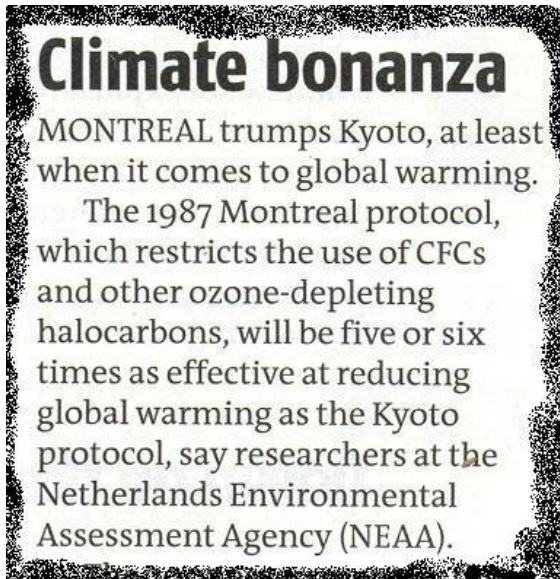 Climate bonanza
MONTREAL trumps Kyoto, at least
when it comes to global warming.
The 1987 Montreal protocol,
which restricts the use of CFCs
and other ozone-depleting
halocarbons, will be five or six
times as effective at reducing
global warming as the Kyoto
protocol, say researchers at the
Netherlands Environmental
Assessment Agency (NEAA).